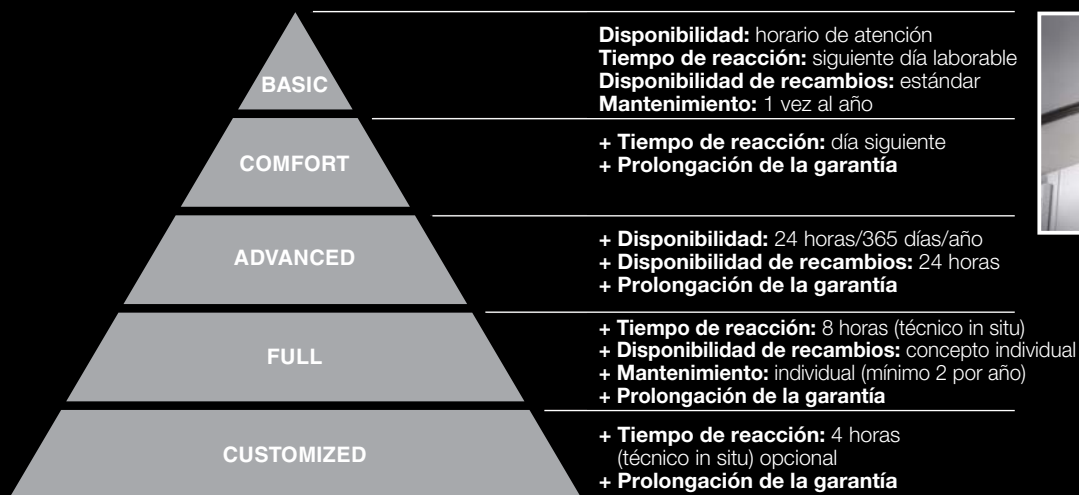 BASIC
Disponibilidad: horario de atención
Tiempo de reacción: siguiente día laborable
Disponibilidad de recambios: estándar
Mantenimiento: 1 vez al año
COMFORT
+ Tiempo de reacción: día siguiente
+ Prolongación de la garantía
ADVANCED
+ Disponibilidad: 24 horas/365 días/año
+ Disponibilidad de recambios: 24 horas
+ Prolongación de la garantía
FULL
+ Tiempo de reacción: 8 horas (técnico in situ)
+ Disponibilidad de recambios: concepto individual
+ Mantenimiento: individual (mínimo 2 por año)
+ Prolongación de la garantía
CUSTOMIZED
+ Tiempo de reacción: 4 horas
(técnico in situ) opcional
+ Prolongación de la garantía